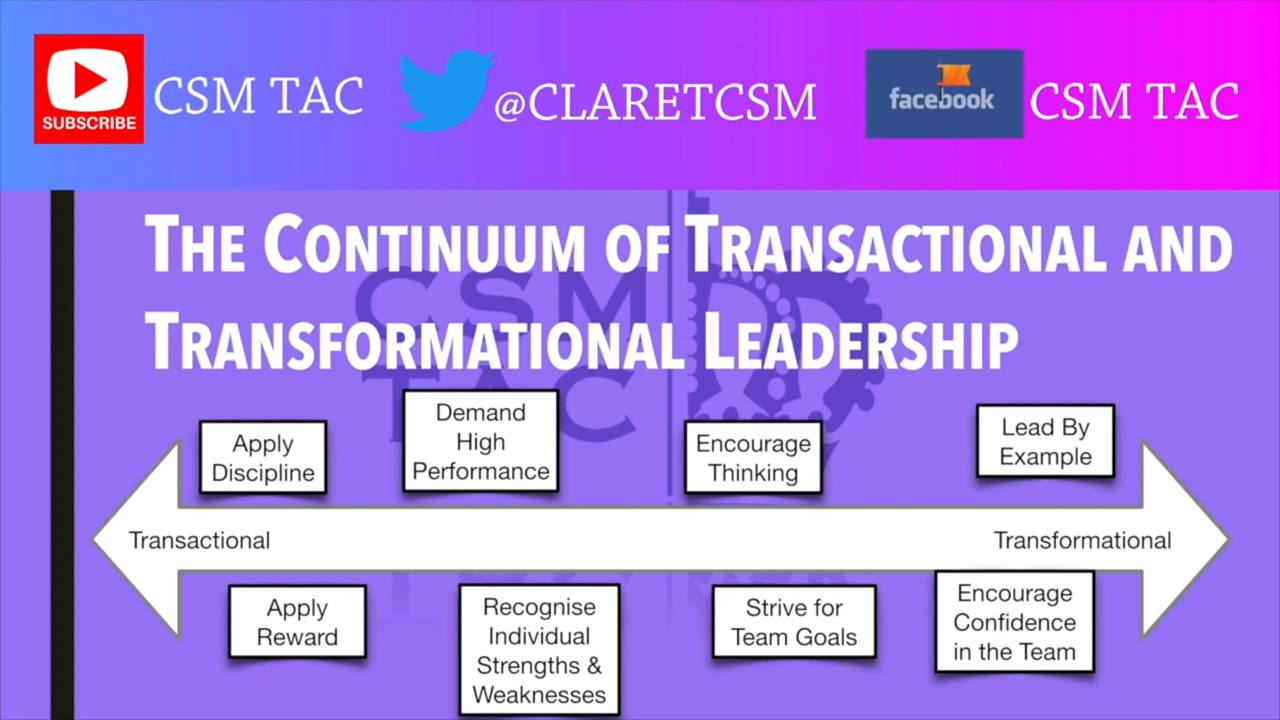 SUBSCRIBE
CSM TAC
@CLARETCSM
facebook
CSM TAC
THE CONTINUUM OF TRANSACTIONAL AND
TRANSFORMATIONAL LEADERSHIP
CSM
TAC
Apply
Discipline
Demand
High
Performance
Encourage
Thinking
Lead By
Example
Transactional
Transformational
Apply
Reward
Recognise
Individual
Strengths &
Weaknesses
Strive for
Team Goals
Encourage
Confidence
in the Team